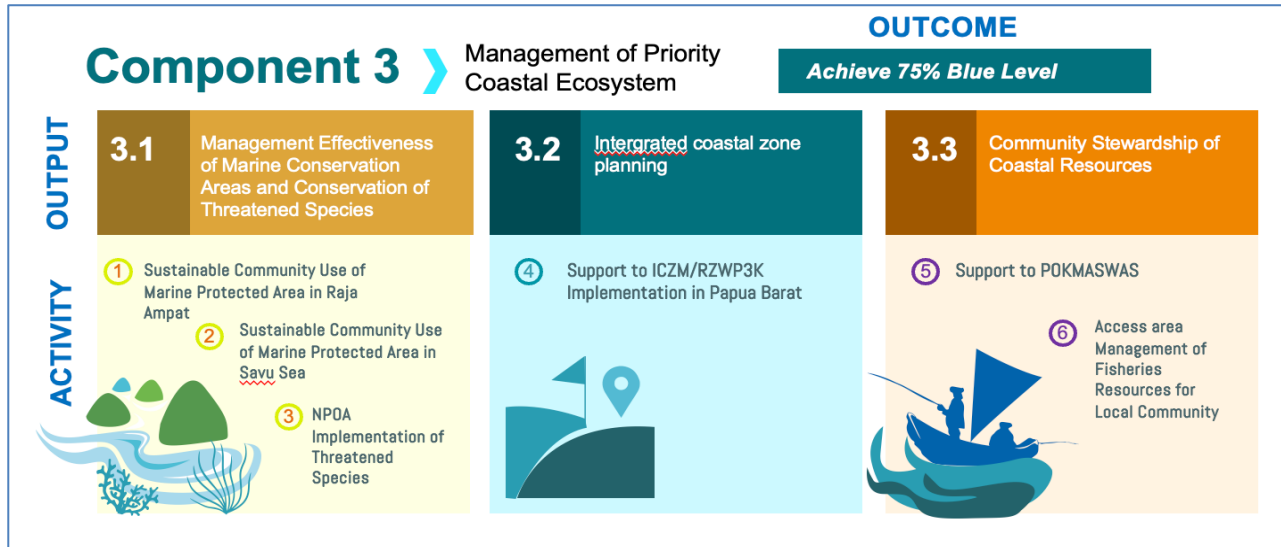 OUTCOME
Component 3
Management of Priority
Coastal Ecosystem
Achieve 75% Blue Level
OUTPUT
3.1
Management Effectiveness
of Marine Conservation
Areas and Conservation of
Threatened Species
3.2
Intergrated coastal zone
planning
3.3
Community Stewardship of
Coastal Resources
ACTIVITY
1
Sustainable Community Use of
Marine Protected Area in Raja
Ampat
2
Sustainable Community Use
of Marine Protected Area in
Savu Sea
3
NPOA
Implementation of
Threatened
Species
4
Support to ICZM/RZWP3K
Implementation in Papua Barat
5
Support to POKMASWAS
6
Access area
Management of
Fisheries
Resources for
Local Community